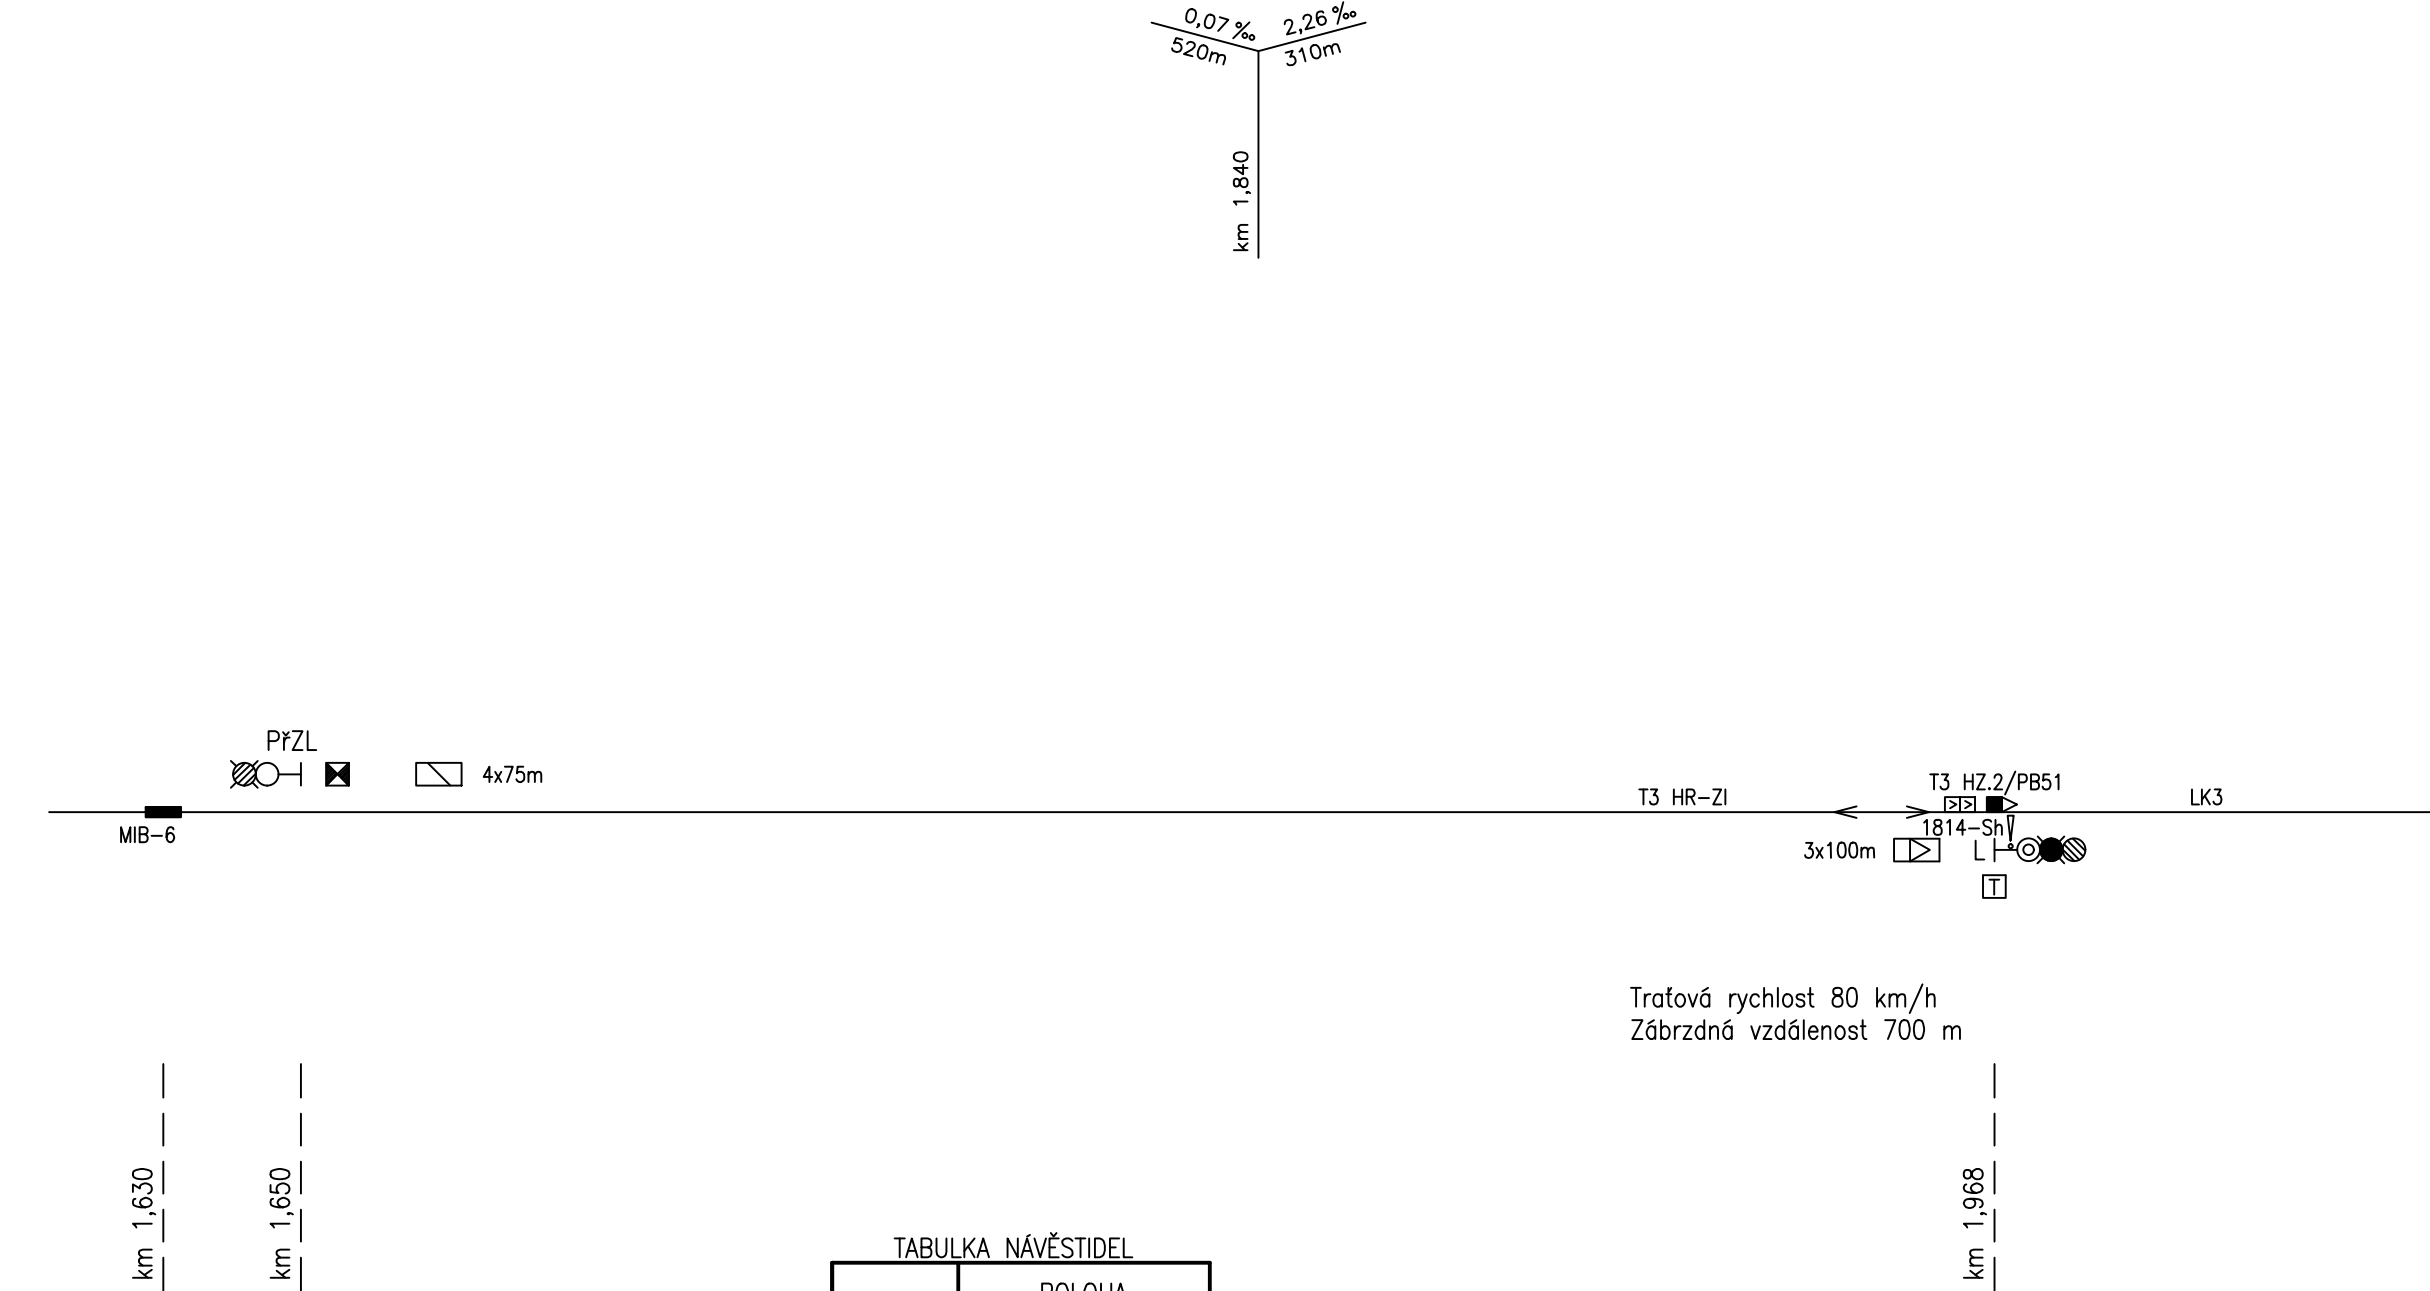 0,07 ‰
2,26 ‰
520m
310m
km 1,840
PřZL
4x75m
MIB-6
T3 HR-ZI
T3 HZ.2/PB51
LK3
1814-Sh
3x100m
L
T
Traťová rychlost 80 km/h
Zábrzdná vzdálenost 700 m
km 1,630
km 1,650
km 1,968
TABULKA NÁVĚSTIDEL
POLOHA